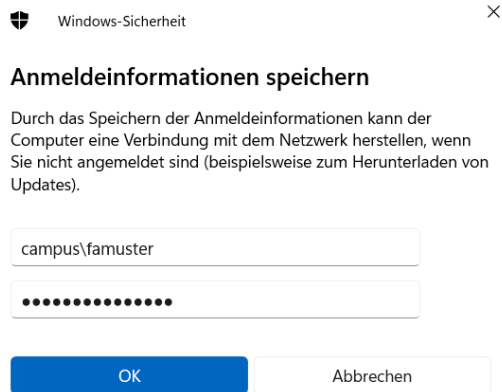 Windows-Sicherheit
Anmeldeinformationen speichern
Durch das Speichern der Anmeldeinformationen kann der
Computer eine Verbindung mit dem Netzwerk herstellen, wenn
Sie nicht angemeldet sind (beispielsweise zum Herunterladen von
Updates).
campus\famuster
●●●●●●●●●●●●●●●
OK Abbrechen